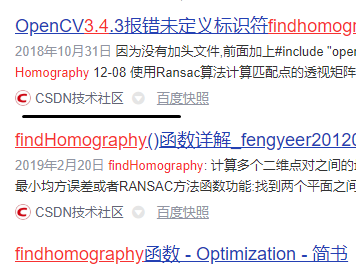 OpenCV3.4.3报错未定义标识符findhomogr
2018年10月31日 因为没有加头文件,前面加上#include "open
Homography 12-08 使用Ransac算法计算匹配点的透视矩阵
CSDN技术社区 百度快照
findHomography()函数详解_fengyeer2012
2019年2月20日 findHomography: 计算多个二维点对之间的
最小均方误差或者RANSAC方法函数功能:找到两个平面之间
CSDN技术社区 百度快照
findhomography函数 - Optimization - 简书